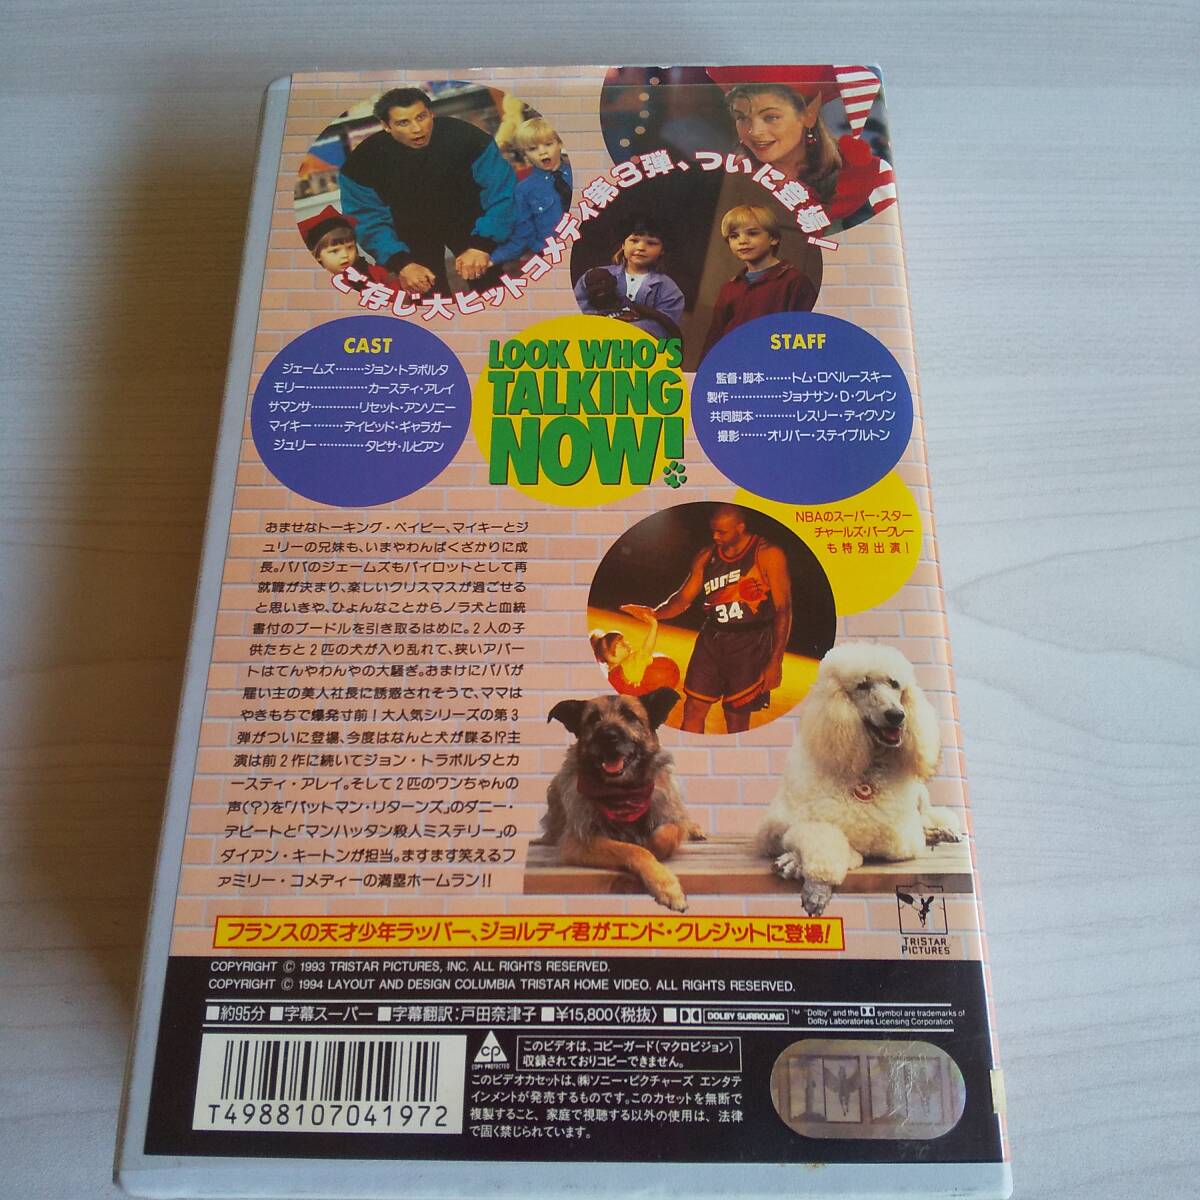 ご存じ大ヒットコメディ第3弾、ついに登場!
CAST
ジェームズ………ジョン・トラボルタ
モリー………………カースティ・アレイ
サマンサ……………リセット・アンソニー
マイキー………デイビッド・ギャラガー
ジュリー…………タビサ・ルピアン
LOOK WHO'S
TALKING
NOW!
STAFF
監督・脚本………トム・ロペルースキー
製作……………ジョナサン・D・クレイン
共同脚本…………レスリー・ディクソン
撮影………オリバー・ステイプルトン
NBAのスーパー・スター
チャールズ・バークレー
も特別出演!
SUNS
34
おませなトーキング・ベイビー、マイキーとジ
ュリーの兄妹も、いまやわんぱくざかりに成
長。パパのジェームズもパイロットとして再
就職が決まり、楽しいクリスマスが過ごせる
と思いきや、ひょんなことからノラ犬と血統
書付のプードルを引き取るはめに。2人の子
供たちと2匹の犬が入り乱れて、狭いアパー
トはてんやわんやの大騒ぎ。おまけにパパが
雇い主の美人社長に誘惑されそうで、ママは
やきもちで爆発寸前!大人気シリーズの第3
弾がついに登場、今度はなんと犬が喋る!?主
演は前2作に続いてジョン・トラボルタとカ
ースティ・アレイ。そして2匹のワンちゃんの
声(?)を「バットマン・リターンズ」のダニー・
デビートと「マンハッタン殺人ミステリー」の
ダイアン・キートンが担当。ますます笑えるフ
ァミリー・コメディーの満塁ホームラン!!
TRISTAR
PICTURES
フランスの天才少年ラッパー、ジョルディ君がエンド・クレジットに登場!
COPYRIGHT © 1993 TRISTAR PICTURES, INC. ALL RIGHTS RESERVED.
COPYRIGHT © 1994 LAYOUT AND DESIGN COLUMBIA TRISTAR HOME VIDEO. ALL RIGHTS RESERVED.
■約95分 ■字幕スーパー ■字幕翻訳:戸田奈津子 ■¥15,800〈税抜〉 ■ DOLBY SURROUND ™ "Dolby" and the symbol are trademarks of
Dolby Laboratories Licensing Corporation.
T4988107041972
CP
COPY PROTECTED
このビデオは、コピーガード(マクロビジョン)
収録されておりコピーできません。
このビデオカセットは、㈱ソニー・ピクチャーズ エンタテ
インメントが発売するものです。このカセットを無断で
複製すること、家庭で視聴する以外の使用は、法律
で固く禁じられています。